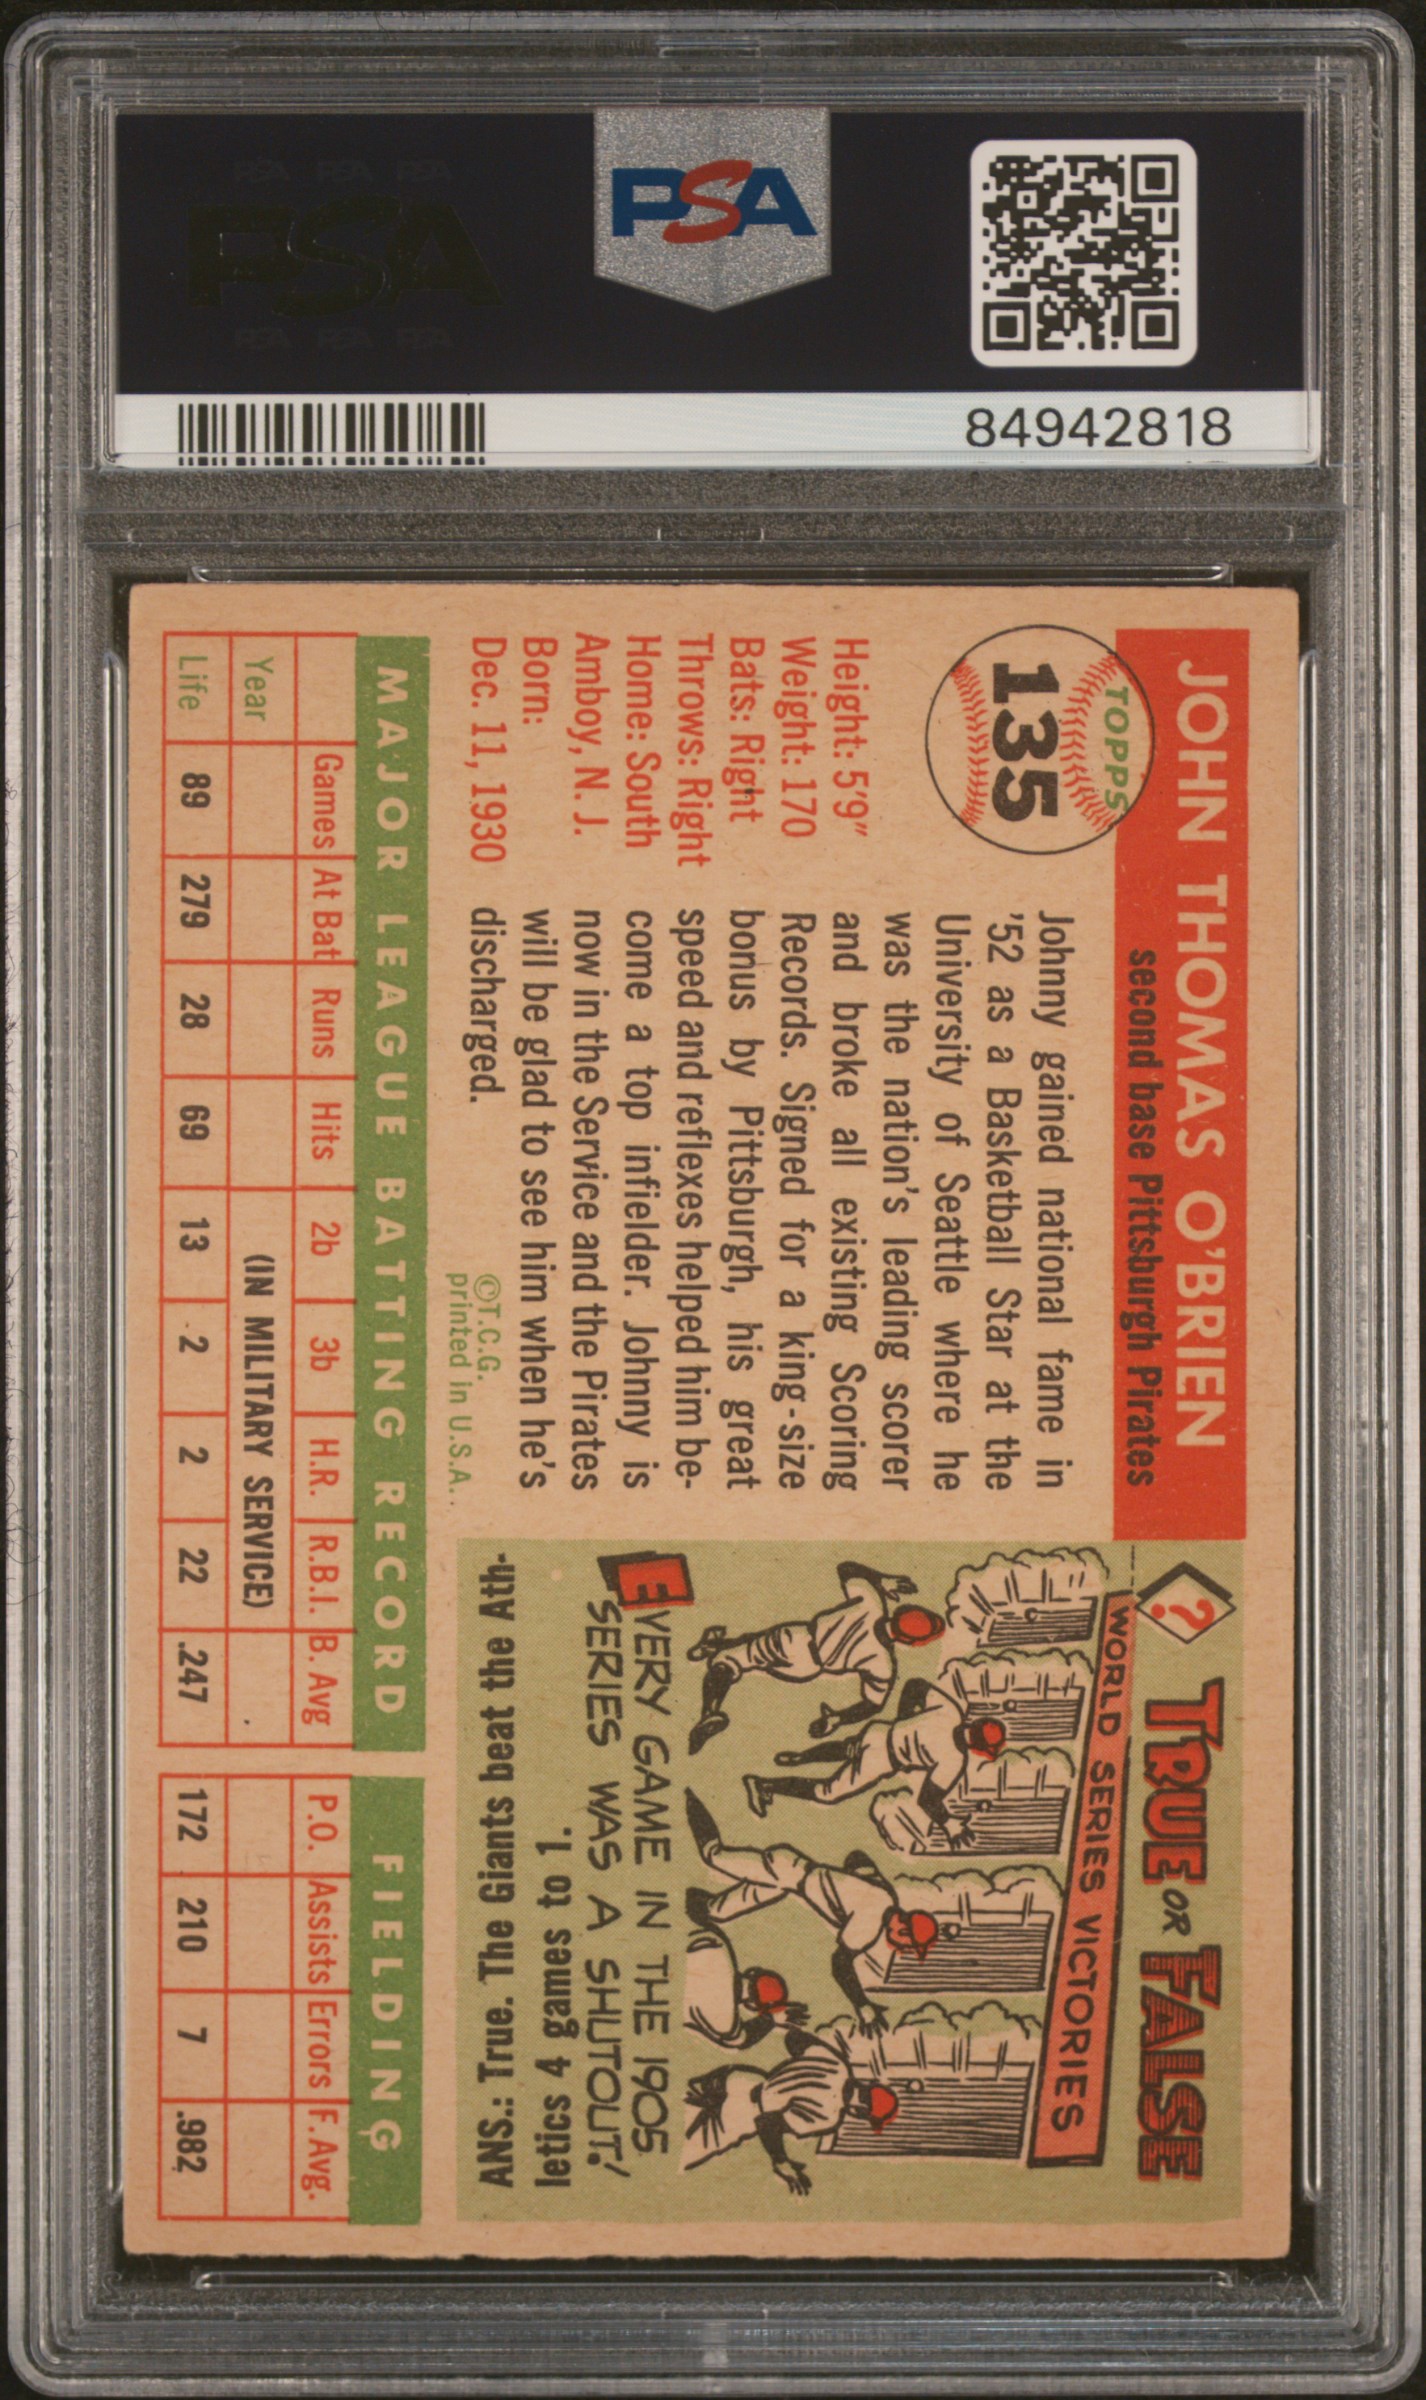 PSA PSA PSA
PSA
PSA PSA PSA
PSA
84942818
JOHN THOMAS O'BRIEN
second base Pittsburgh Pirates
TOPPS
135
Height: 5'9"
Weight: 170
Bats: Right
Throws: Right
Home: South
Amboy, N. J.
Born:
Dec. 11, 1930
Johnny gained national fame in
'52 as a Basketball Star at the
University of Seattle where he
was the nation's leading scorer
and broke all existing Scoring
Records. Signed for a king-size
bonus by Pittsburgh, his great
speed and reflexes helped him be-
come a top infielder. Johnny is
now in the Service and the Pirates
will be glad to see him when he's
discharged.
©T.C.G.
printed in U.S.A.
? TRUE OR FALSE
WORLD SERIES VICTORIES
EVERY GAME IN THE 1905
SERIES WAS A SHUTOUT!
ANS.: True. The Giants beat the Ath-
letics 4 games to 1.
MAJOR LEAGUE BATTING RECORD FIELDING
Games At Bat Runs Hits 2b 3b H.R. R.B.I. B. Avg P.O. Assists Errors F. Avg.
Year (IN MILITARY SERVICE)
Life 89 279 28 69 13 2 2 22 .247 172 210 7 .982